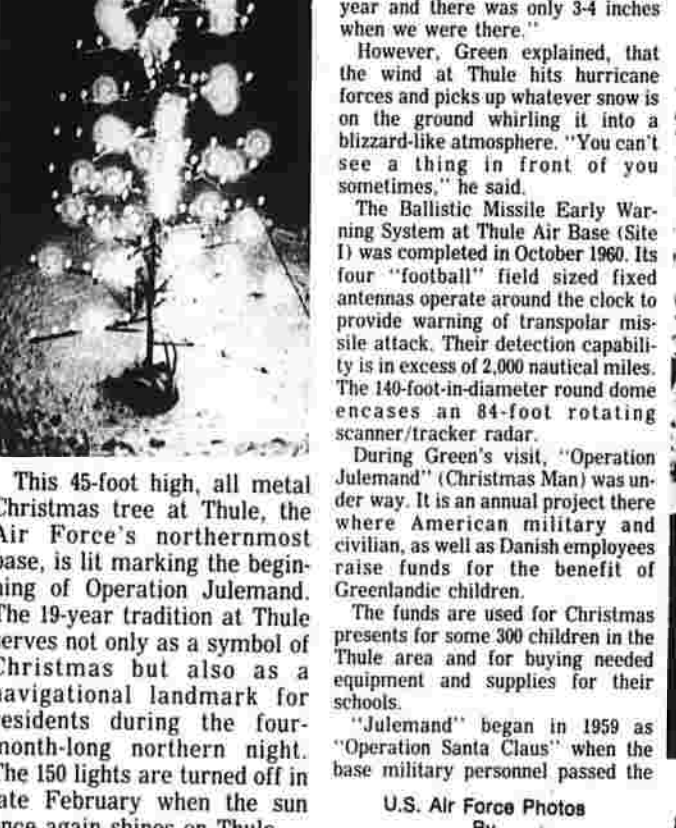 This 45-foot high, all metal
Christmas tree at Thule, the
Air Force's northernmost
base, is lit marking the begin-
ning of Operation Julemand.
The 19-year tradition at Thule
serves not only as a symbol of
Christmas but also as a
navigational landmark for
residents during the four-
month-long northern night.
The 150 lights are turned off in
late February when the sun
once again shines on Thule.
year and there was only 3-4 inches
when we were there."
However, Green explained, that
the wind at Thule hits hurricane
forces and picks up whatever snow is
on the ground whirling it into a
blizzard-like atmosphere. "You can't
see a thing in front of you
sometimes," he said.
The Ballistic Missile Early War-
ning System at Thule Air Base (Site
I) was completed in October 1960. Its
four "football" field sized fixed
antennas operate around the clock to
provide warning of transpolar mis-
sile attack. Their detection capabili-
ty is in excess of 2,000 nautical miles.
The 140-foot-in-diameter round dome
encases an 84-foot rotating
scanner/tracker radar.
During Green's visit, "Operation
Julemand" (Christmas Man) was un-
der way. It is an annual project there
where American military and
civilian, as well as Danish employees
raise funds for the benefit of
Greenlandic children.
The funds are used for Christmas
presents for some 300 children in the
Thule area and for buying needed
equipment and supplies for their
schools.
"Julemand" began in 1959 as
"Operation Santa Claus" when the
base military personnel passed the
U.S. Air Force Photos
By